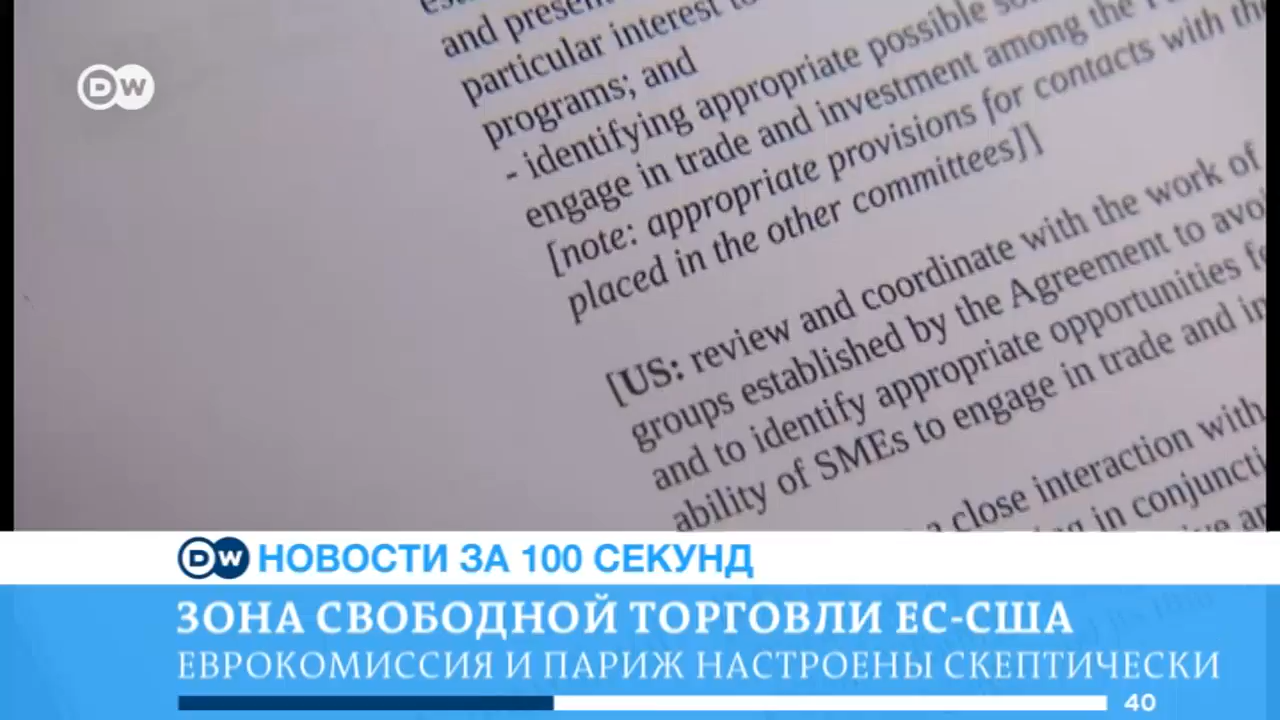 and present
particular interest to
programs; and
- identifying appropriate possible
engage in trade and investment among the
[note: appropriate provisions for contacts with the
placed in the other committees]]
[US: review and coordinate with the work of
groups established by the Agreement to
and to identify appropriate opportunities
ability of SMEs to engage in trade and
a close interaction with
in
DW
DW НОВОСТИ ЗА 100 СЕКУНД
ЗОНА СВОБОДНОЙ ТОРГОВЛИ ЕС-США
ЕВРОКОМИССИЯ И ПАРИЖ НАСТРОЕНЫ СКЕПТИЧЕСКИ
40